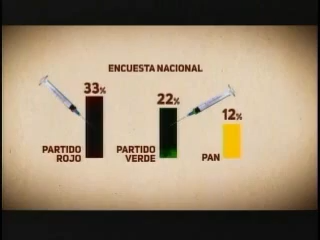 ENCUESTA NACIONAL
33%
22%
12%
PARTIDO
ROJO
PARTIDO
VERDE
PAN